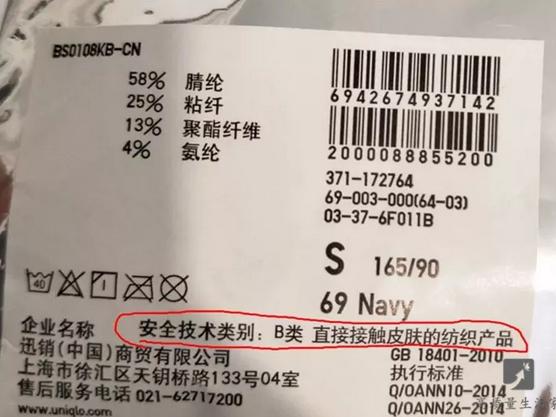 BS0108KB-CN
58% 腈纶
25% 粘纤
13% 聚酯纤维
4% 氨纶
6942674937142
2000088855200
371-172764
69-003-000(64-03)
03-37-6F011B
S 165/90
69 Navy
40
企业名称 安全技术类别：B类 直接接触皮肤的纺织产品
迅销(中国)商贸有限公司 GB 18401-2010
上海市徐汇区天钥桥路133号04室 执行标准
售后服务电话 021-62717200 Q/OANN10-2014
www.uniqlo.com Q/OANN26-2014